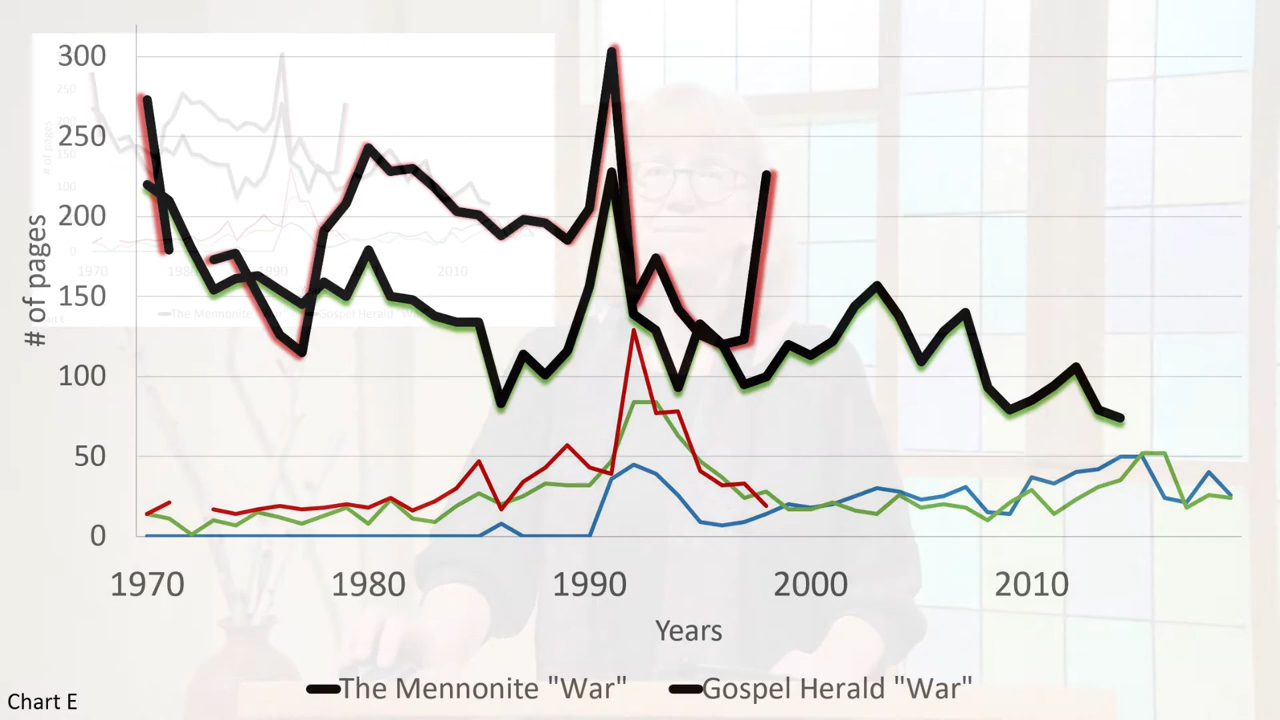 300
250
200
150
100
50
0
# of pages
1970 1980 1990 2000 2010
Years
The Mennonite "War" Gospel Herald "War"
Chart E